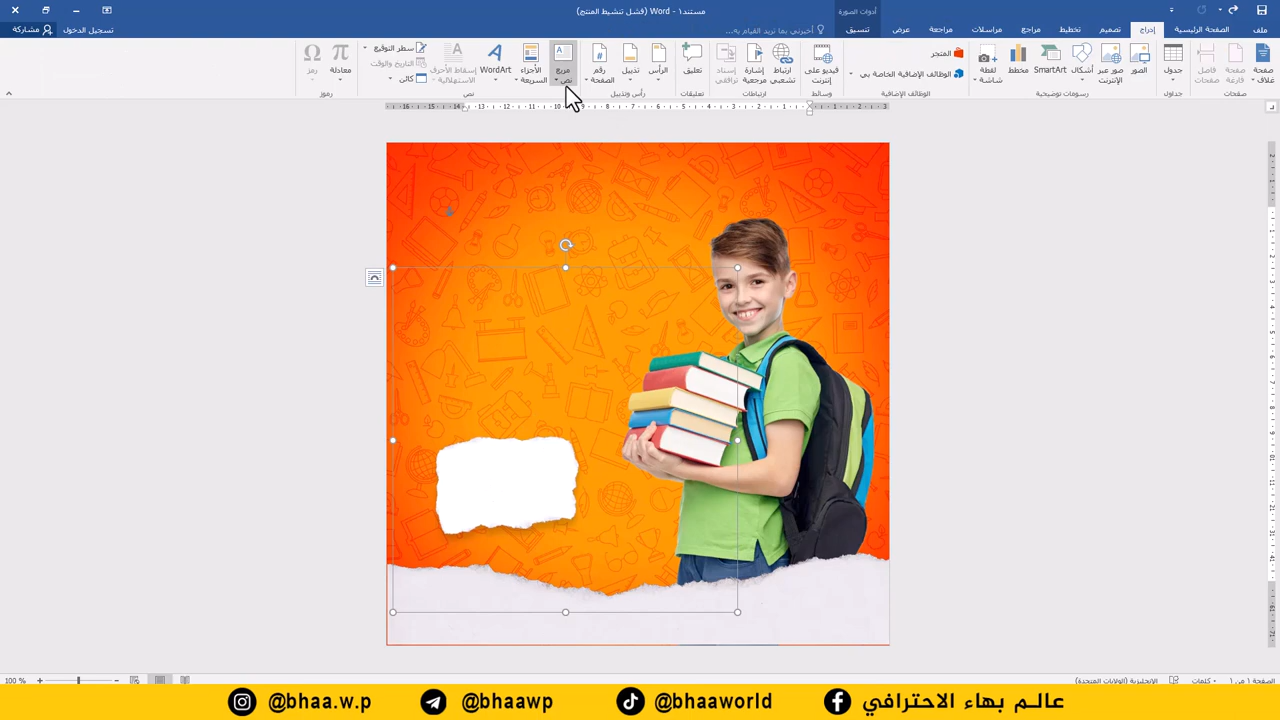 مستند١ - Word (فشل تنشيط المنتج)
أدوات الصورة
ملف
الصفحة الرئيسية
إدراج
تصميم
تخطيط
مراجع
مراسلات
مراجعة
عرض
تنسيق
أخبرني بما تريد القيام به...
تسجيل الدخول
مشاركة
صفحة غلاف
صفحة فارغة
فاصل صفحات
صفحات
جدول
جداول
الصور
صور عبر الإنترنت
أشكال
SmartArt
مخطط
لقطة شاشة
رسومات توضيحية
المتجر
الوظائف الإضافية الخاصة بي
الوظائف الإضافية
فيديو على إنترنت
وسائط
ارتباط تشعبي
إشارة مرجعية
إسناد ترافقي
ارتباطات
تعليق
تعليقات
الرأس
تذييل
رقم الصفحة
رأس وتذييل
مربع نص
الأجزاء السريعة
WordArt
إسقاط الأحرف الاستهلالية
سطر التوقيع
التاريخ والوقت
كائن
نص
معادلة
رمز
رموز
الصفحة ١ من ١
٠ كلمات
الإنجليزية (الولايات المتحدة)
100 %
@bhaa.w.p
@bhaawp
@bhaaworld
عالـم بهاء الاحترافي